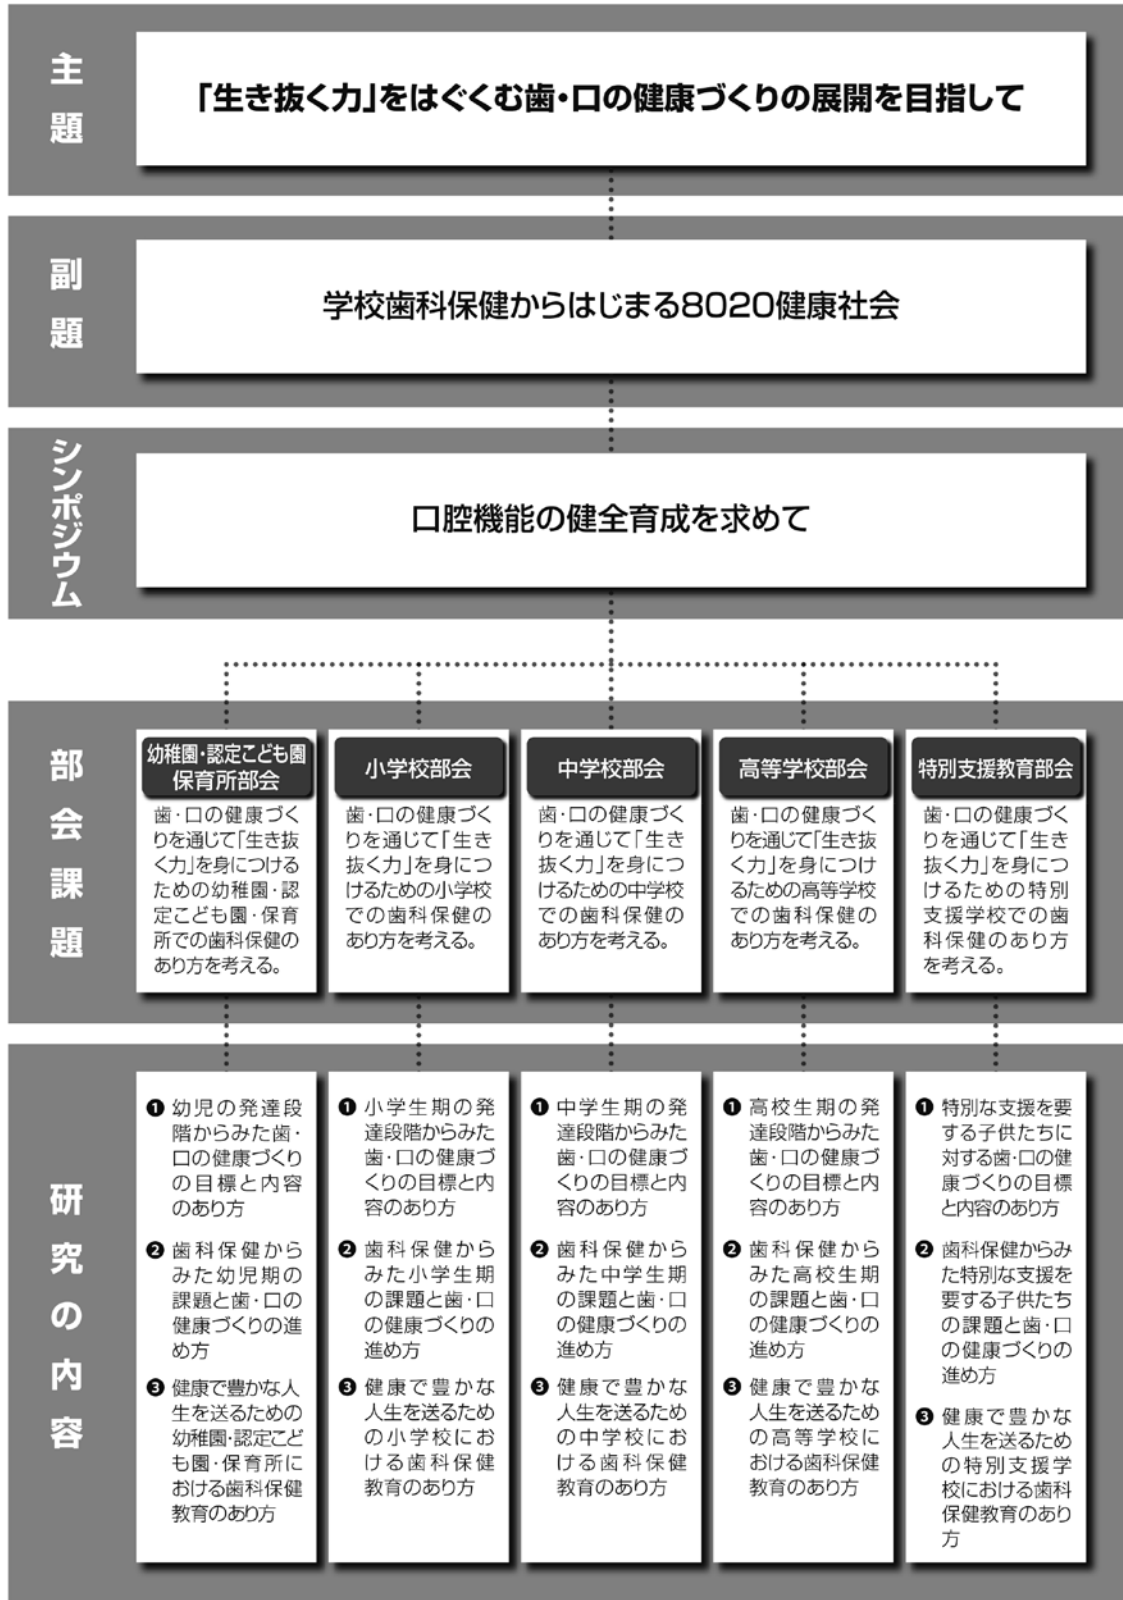 主題
「生き抜く力」をはぐくむ歯・口の健康づくりの展開を目指して
副題
学校歯科保健からはじまる8020健康社会
シンポジウム
口腔機能の健全育成を求めて
部会課題
幼稚園・認定こども園
保育所部会
歯・口の健康づく
りを通じて「生き抜
く力」を身につける
ための幼稚園・認
定こども園・保育
所での歯科保健の
あり方を考える。
小学校部会
歯・口の健康づく
りを通じて「生き
抜く力」を身につ
けるための小学校
での歯科保健の
あり方を考える。
中学校部会
歯・口の健康づく
りを通じて「生き
抜く力」を身につ
けるための中学校
での歯科保健の
あり方を考える。
高等学校部会
歯・口の健康づく
りを通じて「生き抜
く力」を身につけ
るための高等学校
での歯科保健の
あり方を考える。
特別支援教育部会
歯・口の健康づく
りを通じて「生き
抜く力」を身につ
けるための特別
支援学校での歯
科保健のあり方
を考える。
研究の内容
❶ 幼児の発達段
階からみた歯・
口の健康づくり
の目標と内容
のあり方
❷ 歯科保健から
みた幼児期の
課題と歯・口の
健康づくりの進
め方
❸ 健康で豊かな人
生を送るための
幼稚園・認定こど
も園・保育所に
おける歯科保健
教育のあり方
❶ 小学生期の発
達段階からみた
歯・口の健康づ
くりの目標と内
容のあり方
❷ 歯科保健から
みた小学生期
の課題と歯・口
の健康づくりの
進め方
❸ 健康で豊かな
人生を送るため
の小学校にお
ける歯科保健
教育のあり方
❶ 中学生期の発
達段階からみた
歯・口の健康づ
くりの目標と内
容のあり方
❷ 歯科保健から
みた中学生期
の課題と歯・口
の健康づくりの
進め方
❸ 健康で豊かな
人生を送るため
の中学校にお
ける歯科保健
教育のあり方
❶ 高校生期の発
達段階からみた
歯・口の健康づ
くりの目標と内
容のあり方
❷ 歯科保健から
みた高校生期
の課題と歯・口
の健康づくりの
進め方
❸ 健康で豊かな
人生を送るため
の高等学校に
おける歯科保健
教育のあり方
❶ 特別な支援を要
する子供たちに
対する歯・口の健
康づくりの目標
と内容のあり方
❷ 歯科保健からみ
た特別な支援を
要する子供たち
の課題と歯・口
の健康づくりの
進め方
❸ 健康で豊かな
人生を送るため
の特別支援学
校における歯科
保健教育のあり
方